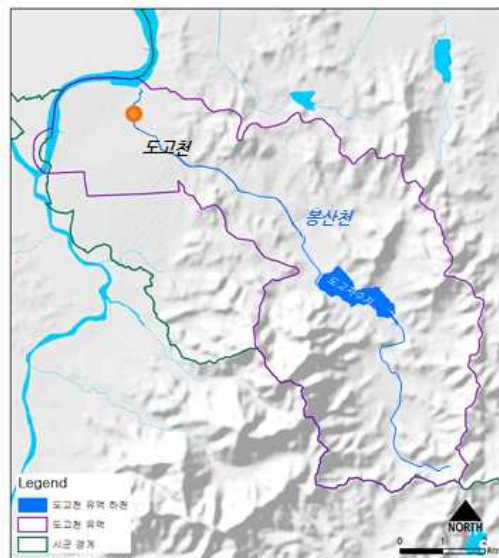 도고천
봉산천
도고저수지
Legend
도고천 유역 하천
도고천 유역
시군 경계
NORTH
0 1 2